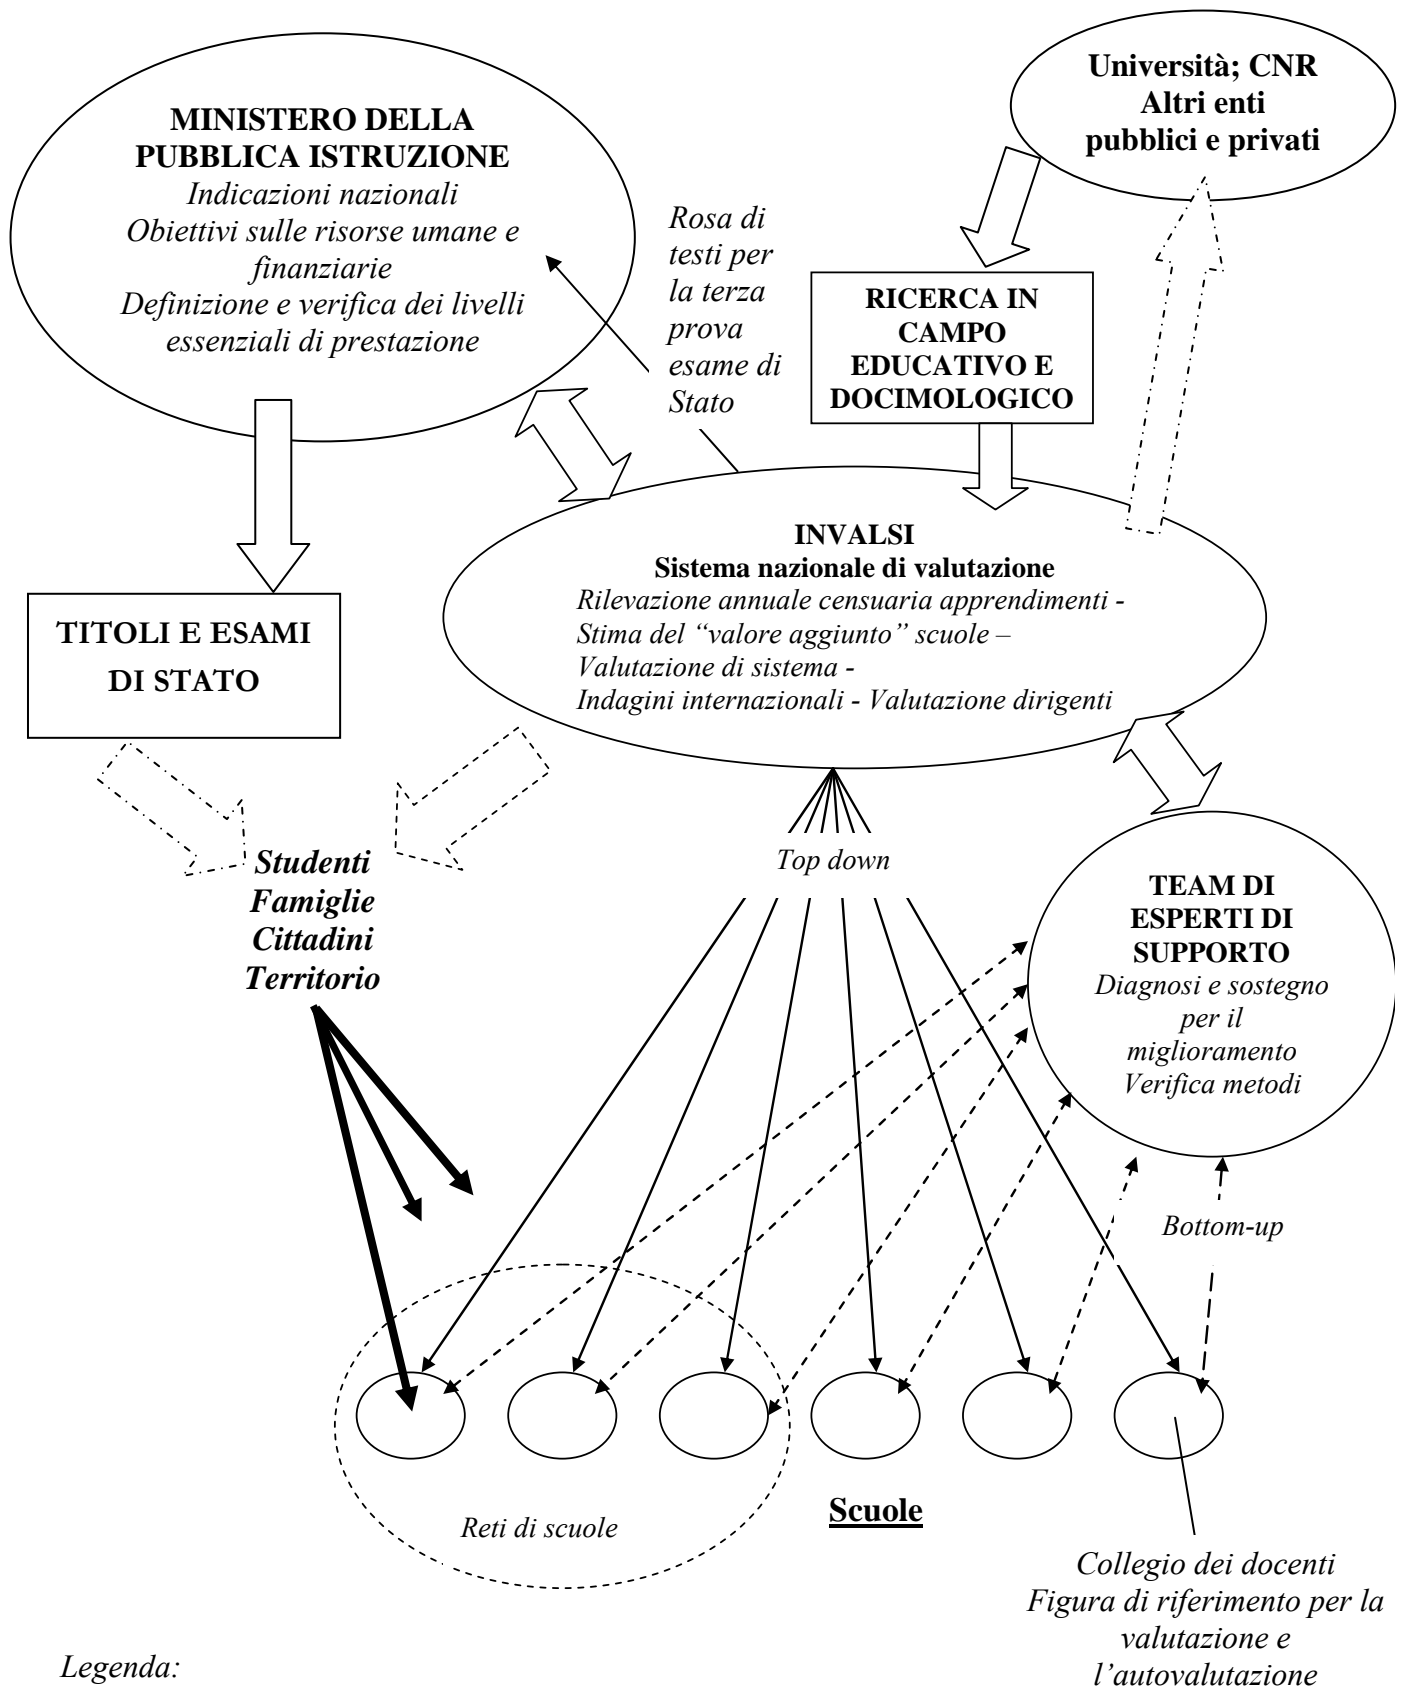 MINISTERO DELLA
PUBBLICA ISTRUZIONE
Indicazioni nazionali
Obiettivi sulle risorse umane e
finanziarie
Definizione e verifica dei livelli
essenziali di prestazione
Università; CNR
Altri enti
pubblici e privati
Rosa di
testi per
la terza
prova
esame di
Stato
RICERCA IN
CAMPO
EDUCATIVO E
DOCIMOLOGICO
INVALSI
Sistema nazionale di valutazione
Rilevazione annuale censuaria apprendimenti -
Stima del “valore aggiunto” scuole –
Valutazione di sistema -
Indagini internazionali - Valutazione dirigenti
TITOLI E ESAMI
DI STATO
Studenti
Famiglie
Cittadini
Territorio
Top down
TEAM DI
ESPERTI DI
SUPPORTO
Diagnosi e sostegno
per il
miglioramento
Verifica metodi
Bottom-up
Reti di scuole
Scuole
Collegio dei docenti
Figura di riferimento per la
valutazione e
l’autovalutazione
Legenda: